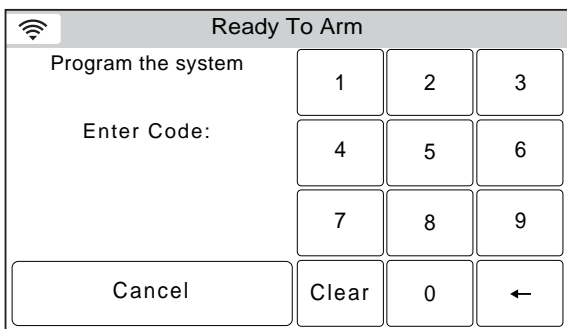 Ready To Arm
Program the system
Enter Code:
1 2 3
4 5 6
7 8 9
Cancel Clear 0 ←